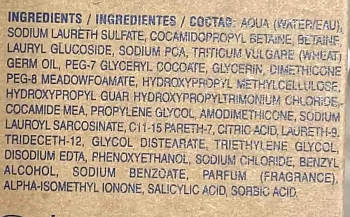 INGREDIENTS / INGREDIENTES / СОСТАВ: AQUA (WATER/EAU),
SODIUM LAURETH SULFATE, COCAMIDOPROPYL BETAINE, BETAINE,
LAURYL GLUCOSIDE, SODIUM PCA, TRITICUM VULGARE (WHEAT)
GERM OIL, PEG-7 GLYCERYL COCOATE, GLYCERIN, DIMETHICONE
PEG-8 MEADOWFOAMATE, HYDROXYPROPYL METHYLCELLULOSE,
HYDROXYPROPYL GUAR HYDROXYPROPYLTRIMONIUM CHLORIDE,
COCAMIDE MEA, PROPYLENE GLYCOL, AMODIMETHICONE, SODIUM
LAUROYL SARCOSINATE, C11-15 PARETH-7, CITRIC ACID, LAURETH-9,
TRIDECETH-12, GLYCOL DISTEARATE, TRIETHYLENE GLYCOL,
DISODIUM EDTA, PHENOXYETHANOL, SODIUM CHLORIDE, BENZYL
ALCOHOL, SODIUM BENZOATE, PARFUM (FRAGRANCE),
ALPHA-ISOMETHYL IONONE, SALICYLIC ACID, SORBIC ACID.